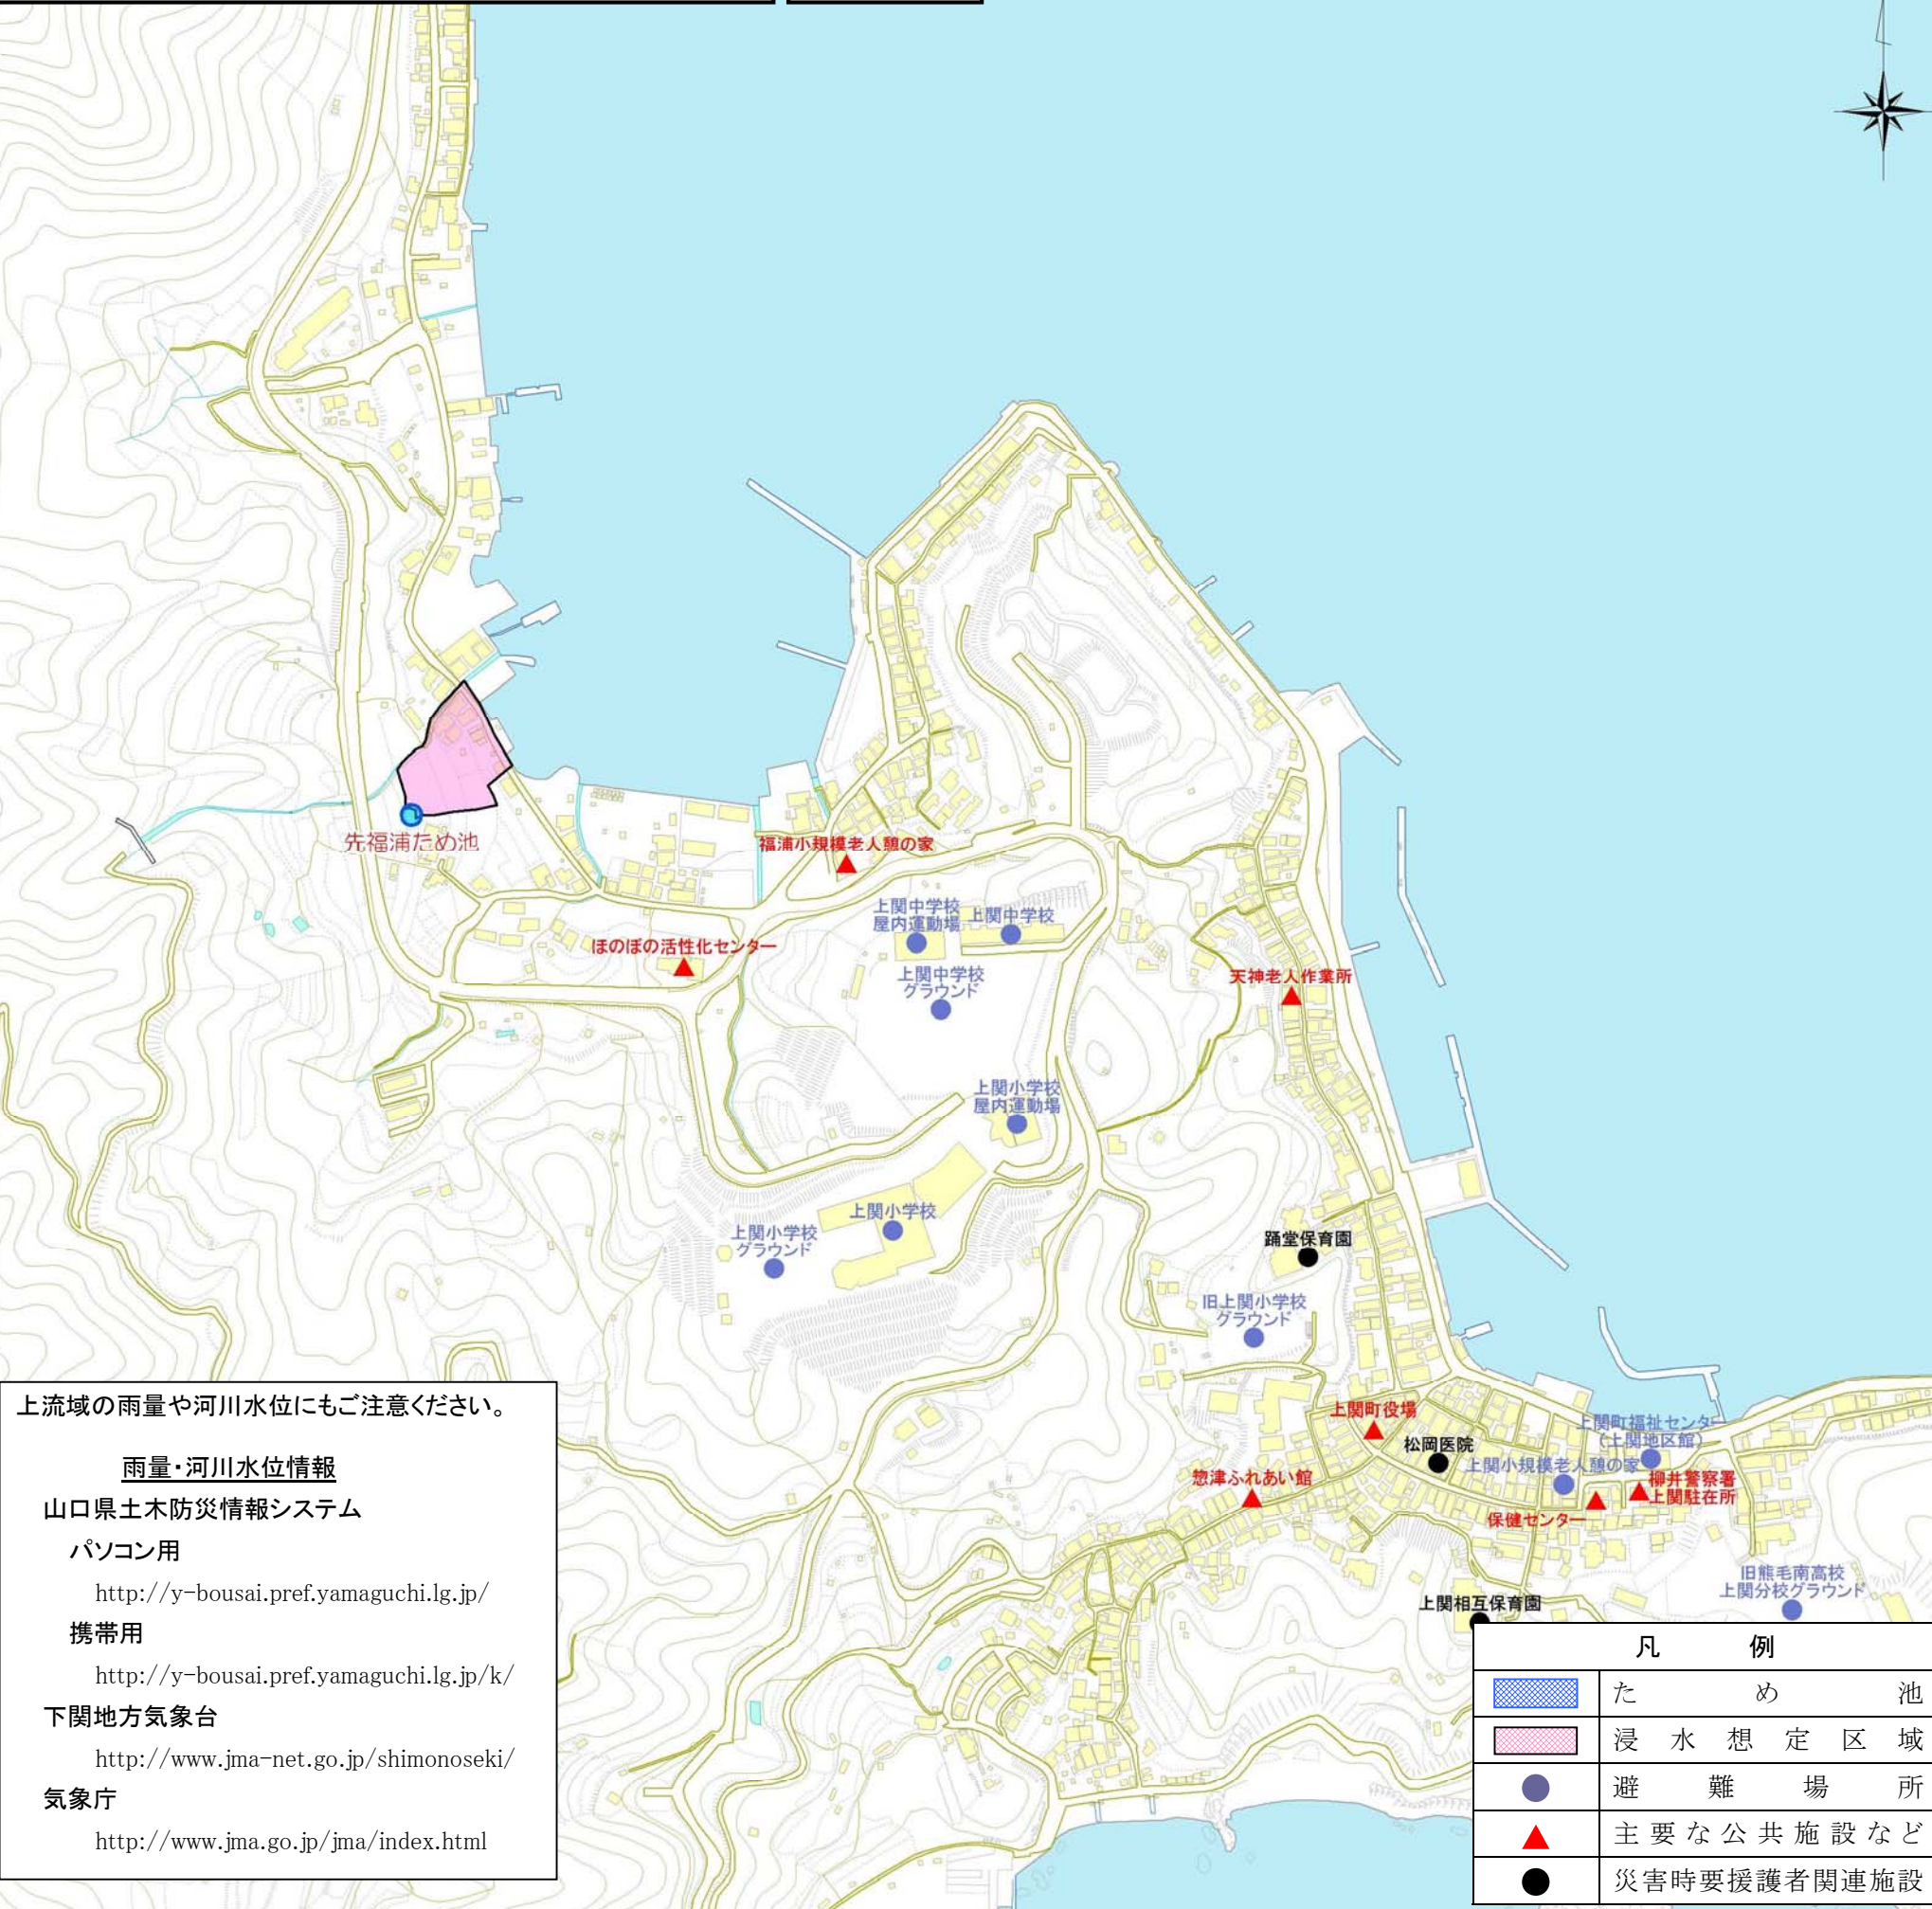 先福浦ため池
福浦小規模老人憩の家
上関中学校
屋内運動場
上関中学校
ほのぼの活性化センター
上関中学校
グラウンド
天神老人作業所
上関小学校
屋内運動場
上関小学校
上関小学校
グラウンド
踊堂保育園
旧上関小学校
グラウンド
上関町役場
松岡医院
上関町福祉センター
(上関地区館)
上関小規模老人憩の家
惣津ふれあい館
柳井警察署
上関駐在所
保健センター
旧熊毛南高校
上関分校グラウンド
上関相互保育園
上流域の雨量や河川水位にもご注意ください。
雨量・河川水位情報
山口県土木防災情報システム
パソコン用
http://y-bousai.pref.yamaguchi.lg.jp/
携帯用
http://y-bousai.pref.yamaguchi.lg.jp/k/
下関地方気象台
http://www.jma-net.go.jp/shimonoseki/
気象庁
http://www.jma.go.jp/jma/index.html
凡例
ため池
浸水想定区域
避難場所
主要な公共施設など
災害時要援護者関連施設